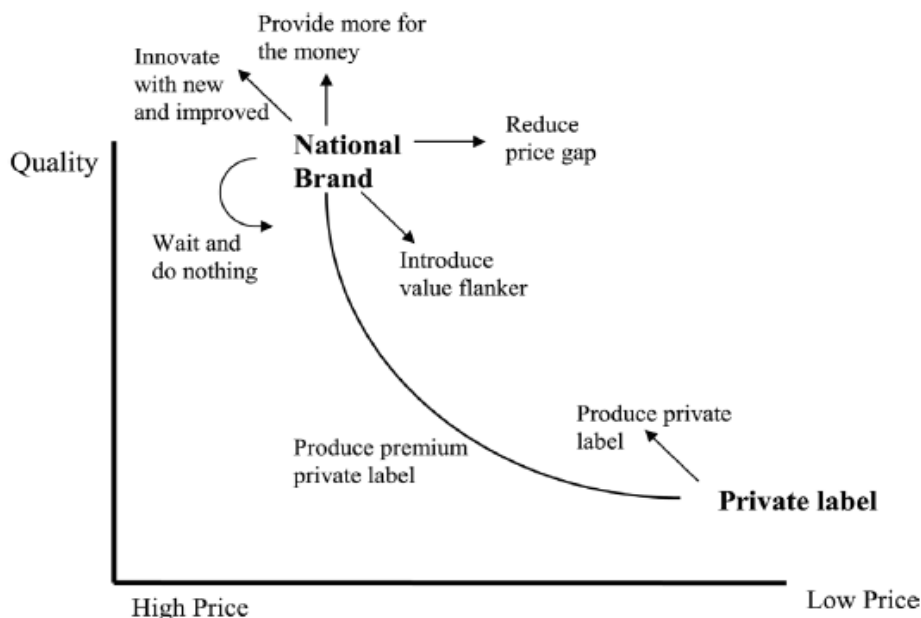 Provide more for
the money
Innovate
with new
and improved
National
Brand
Reduce
price gap
Quality
Wait and
do nothing
Introduce
value flanker
Produce private
label
Produce premium
private label
Private label
High Price
Low Price